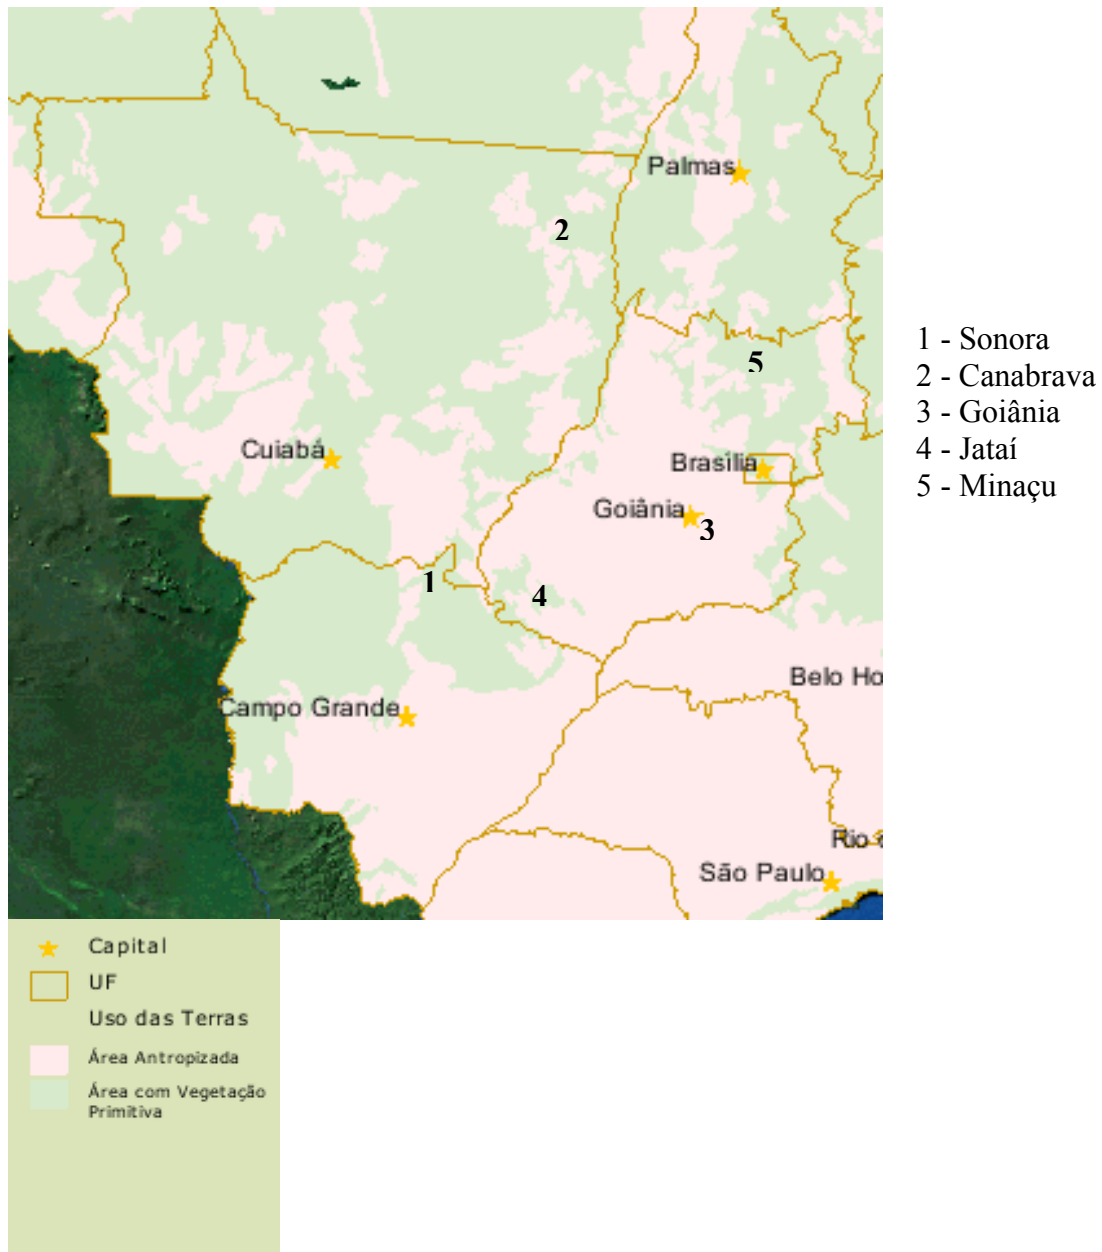 Palmas
2
5
Cuiabá
Brasília
Goiânia
3
1
4
Belo Ho
Campo Grande
Rio
São Paulo
1 - Sonora
2 - Canabrava
3 - Goiânia
4 - Jataí
5 - Minaçu
Capital
UF
Uso das Terras
Área Antropizada
Área com Vegetação
Primitiva